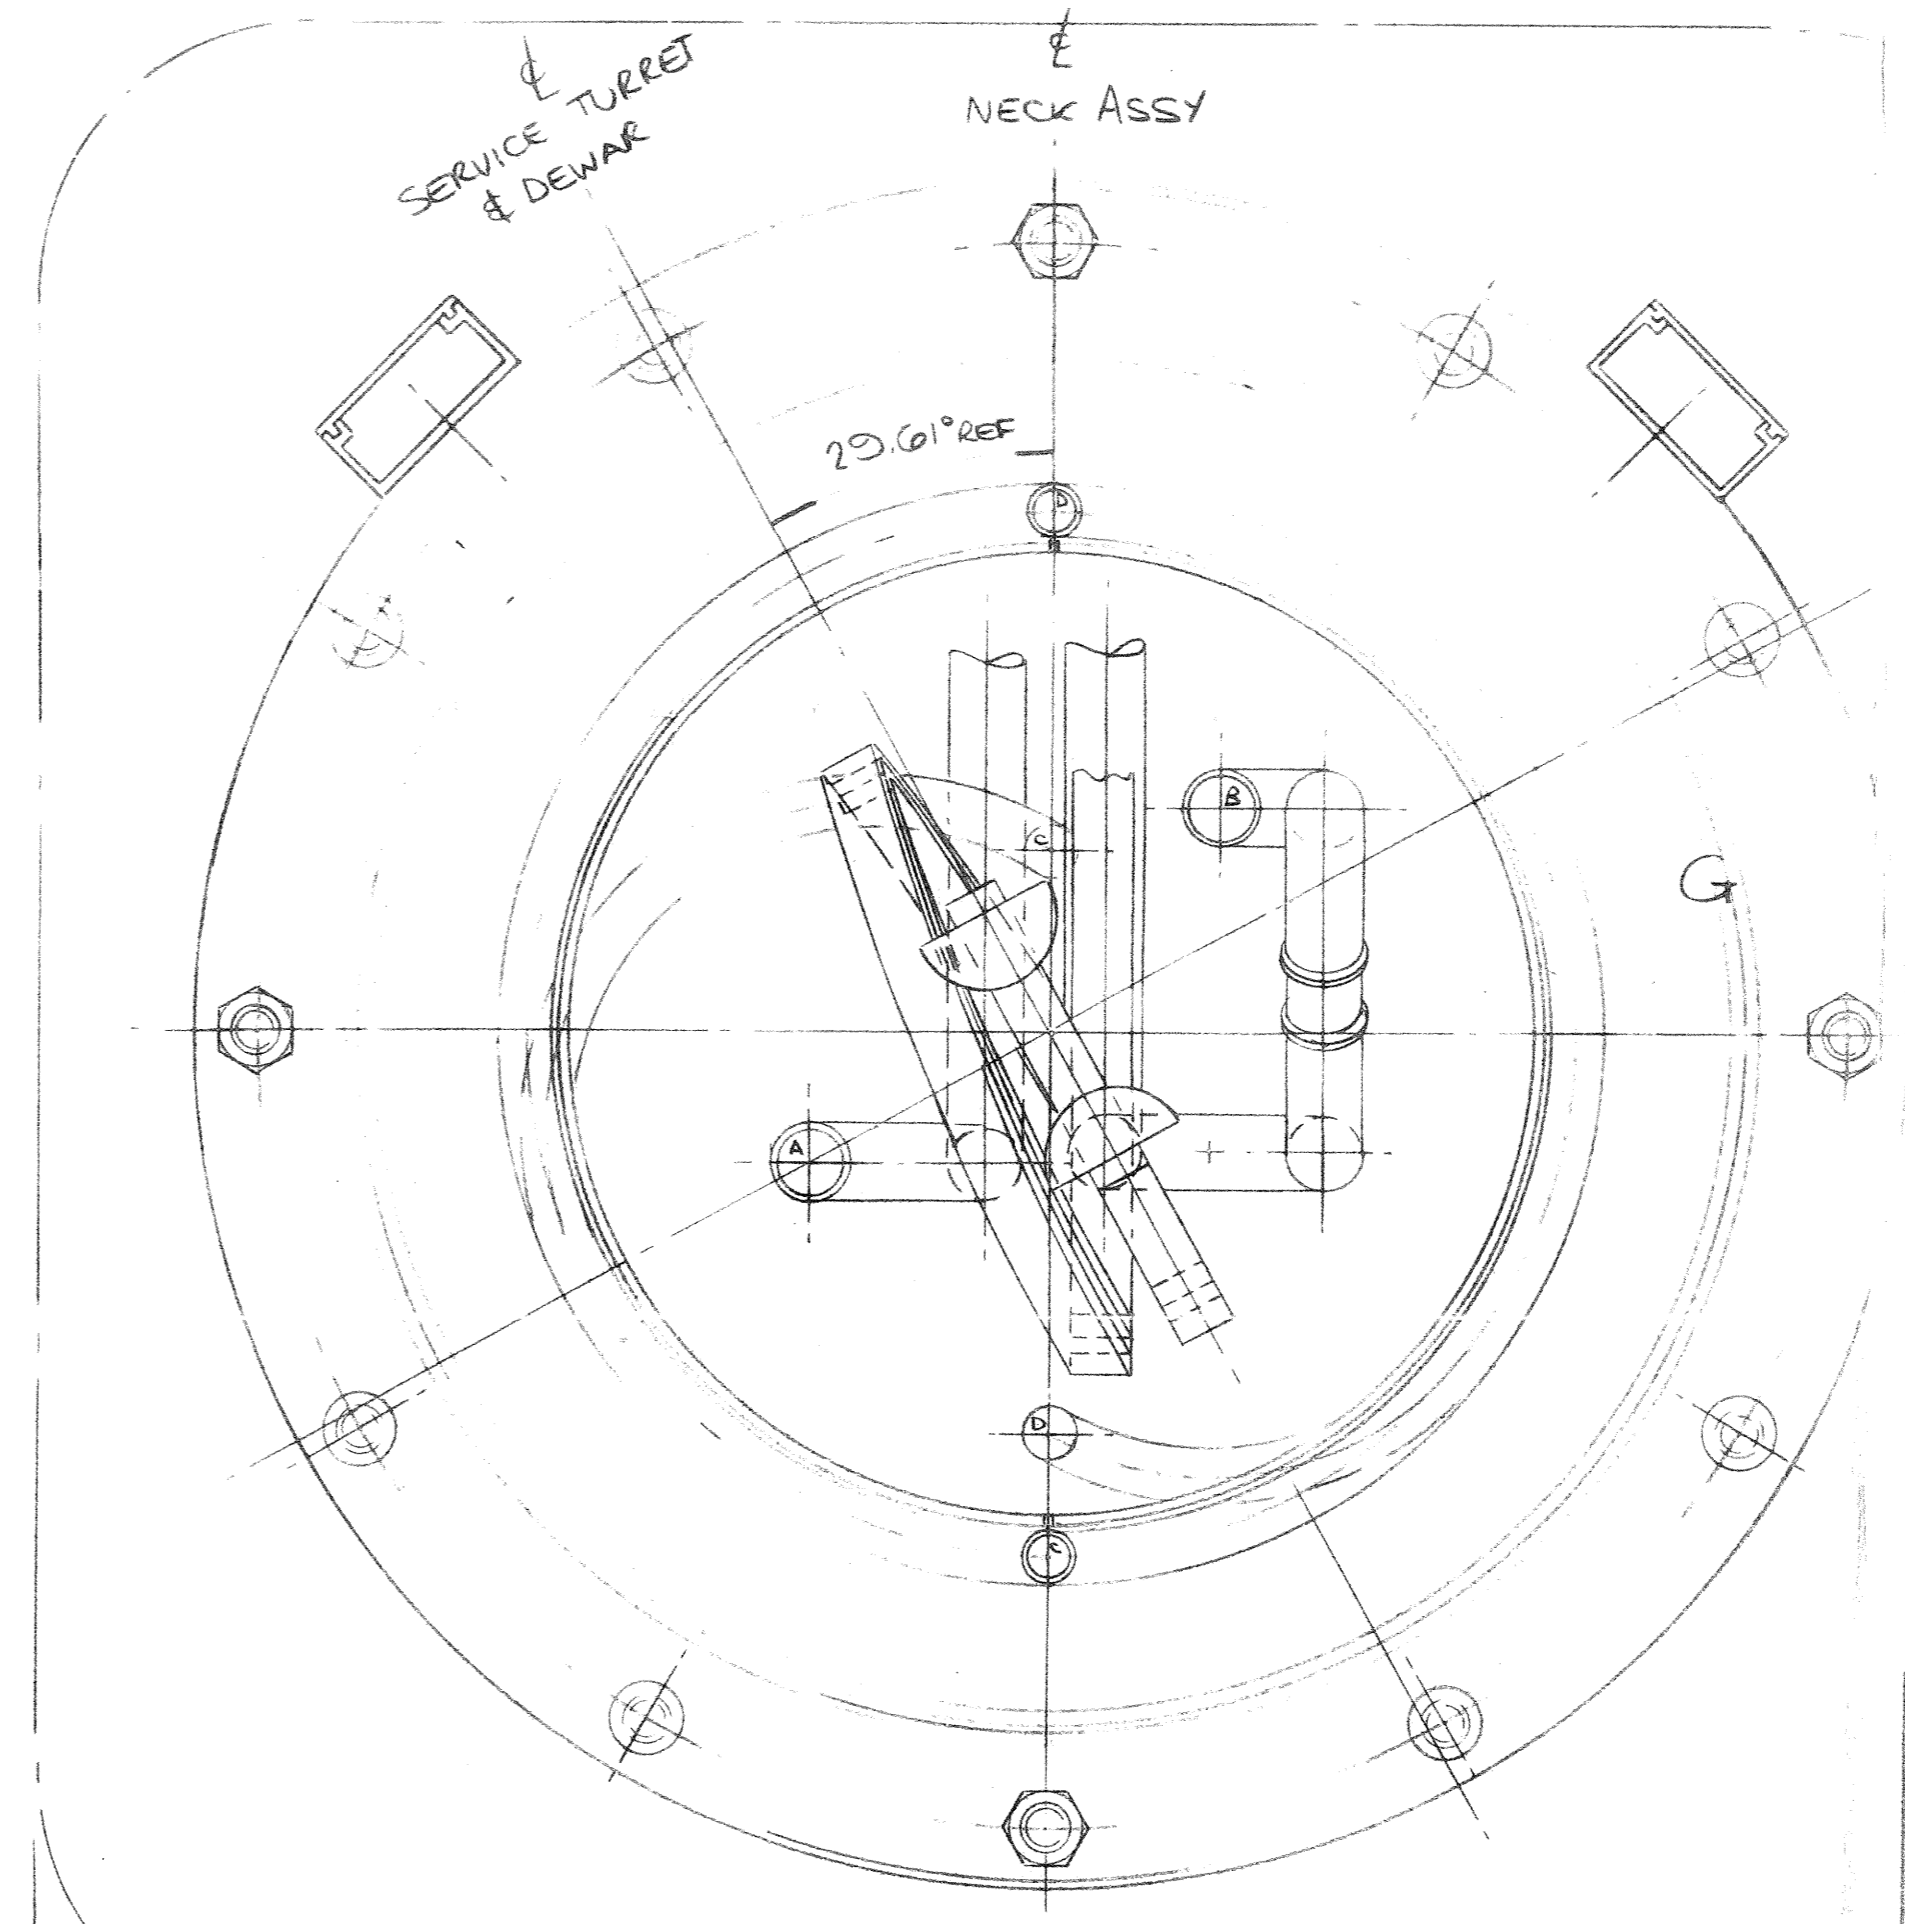 ℄
SERVICE TURRET
& DEWAR
℄
NECK ASSY
29.61° REF
D
B
C
G
A
D
C